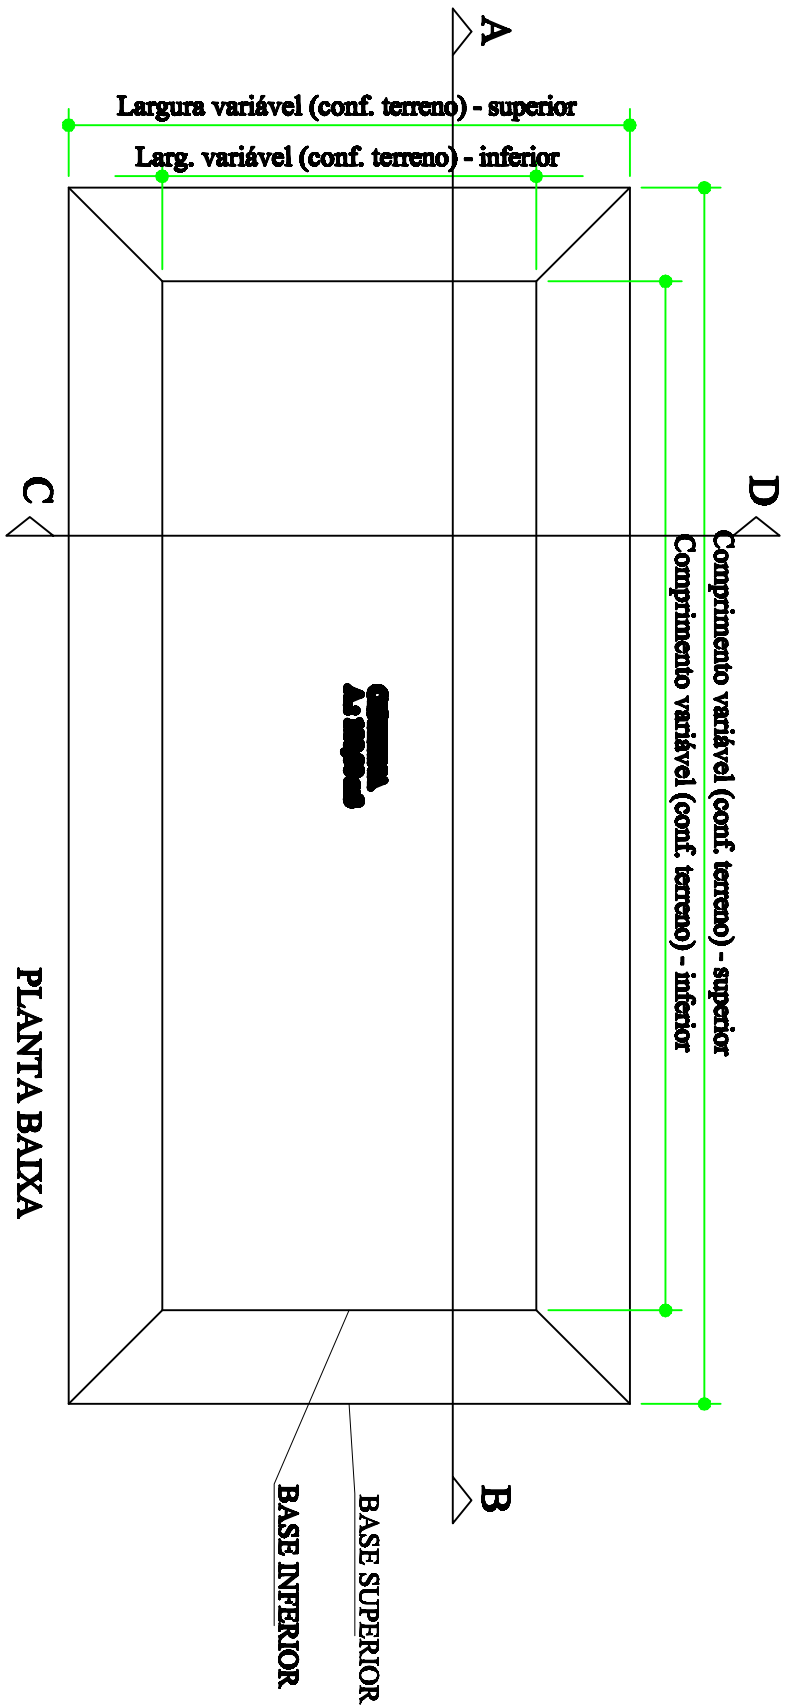 A
Largura variável (conf. terreno) - superior
Larg. variável (conf. terreno) - inferior
C
D
Comprimento variável (conf. terreno) - superior
Comprimento variável (conf. terreno) - inferior
PLANTA BAIXA
B
BASE SUPERIOR
BASE INFERIOR